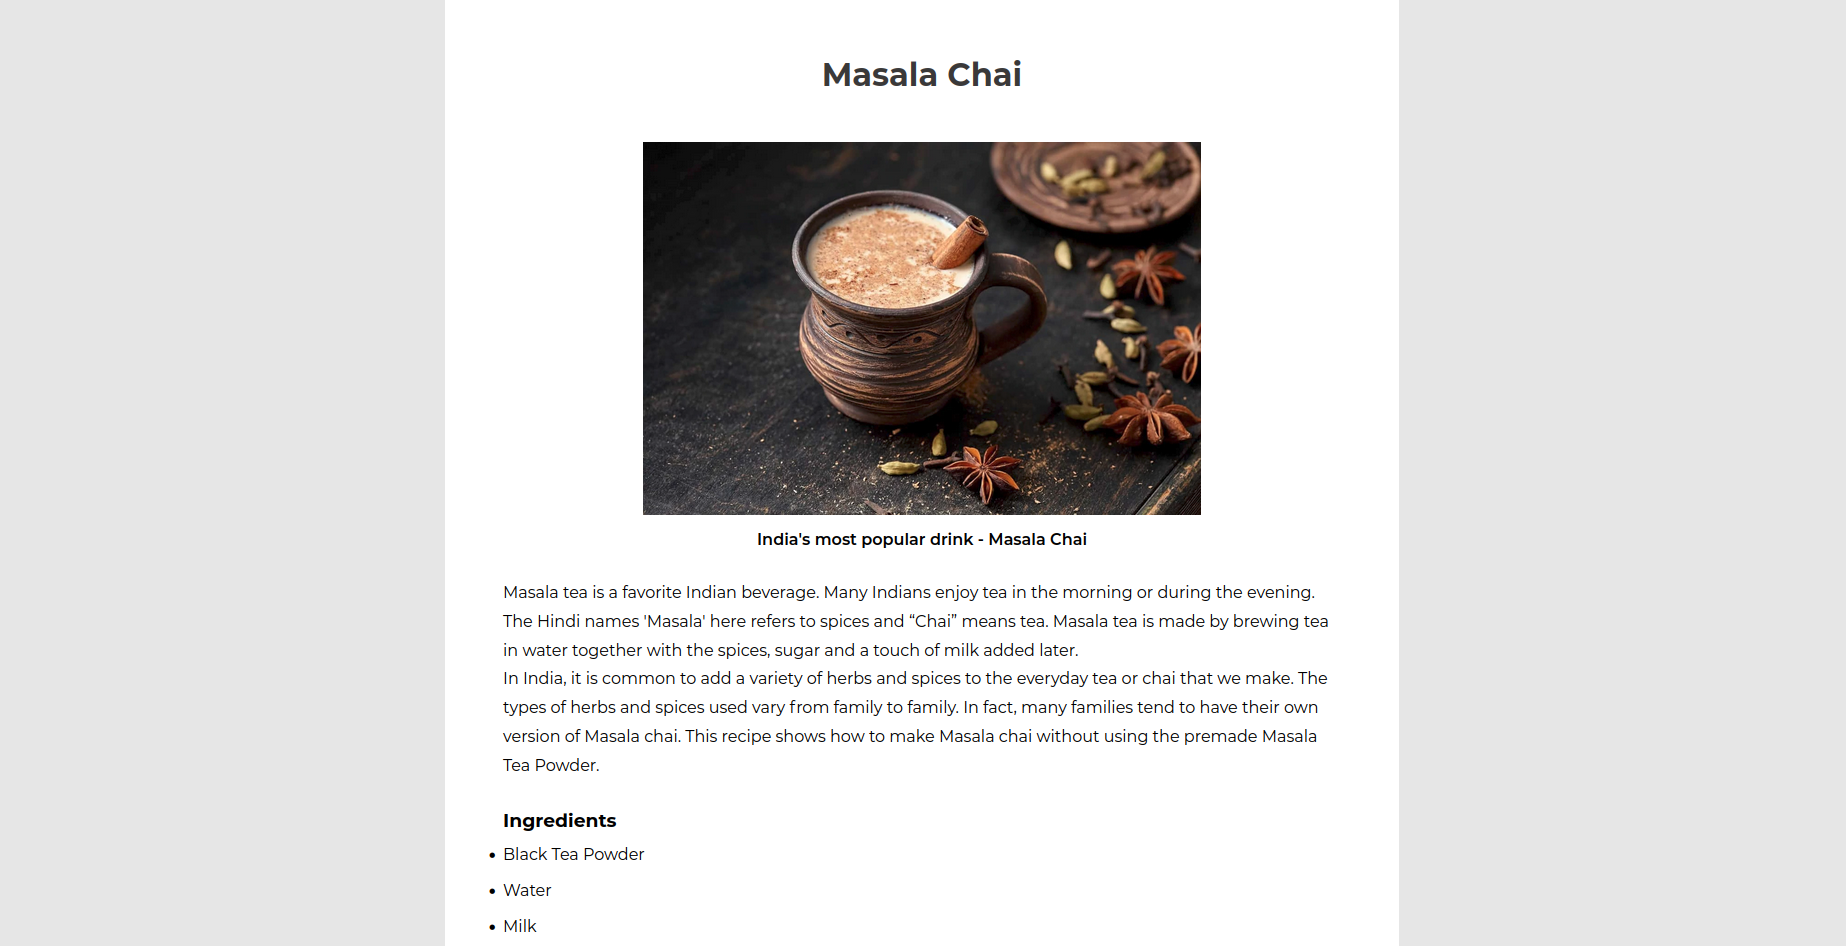 Masala Chai
India's most popular drink - Masala Chai
Masala tea is a favorite Indian beverage. Many Indians enjoy tea in the morning or during the evening.
The Hindi names 'Masala' here refers to spices and “Chai” means tea. Masala tea is made by brewing tea
in water together with the spices, sugar and a touch of milk added later.
In India, it is common to add a variety of herbs and spices to the everyday tea or chai that we make. The
types of herbs and spices used vary from family to family. In fact, many families tend to have their own
version of Masala chai. This recipe shows how to make Masala chai without using the premade Masala
Tea Powder.
Ingredients
• Black Tea Powder
• Water
• Milk